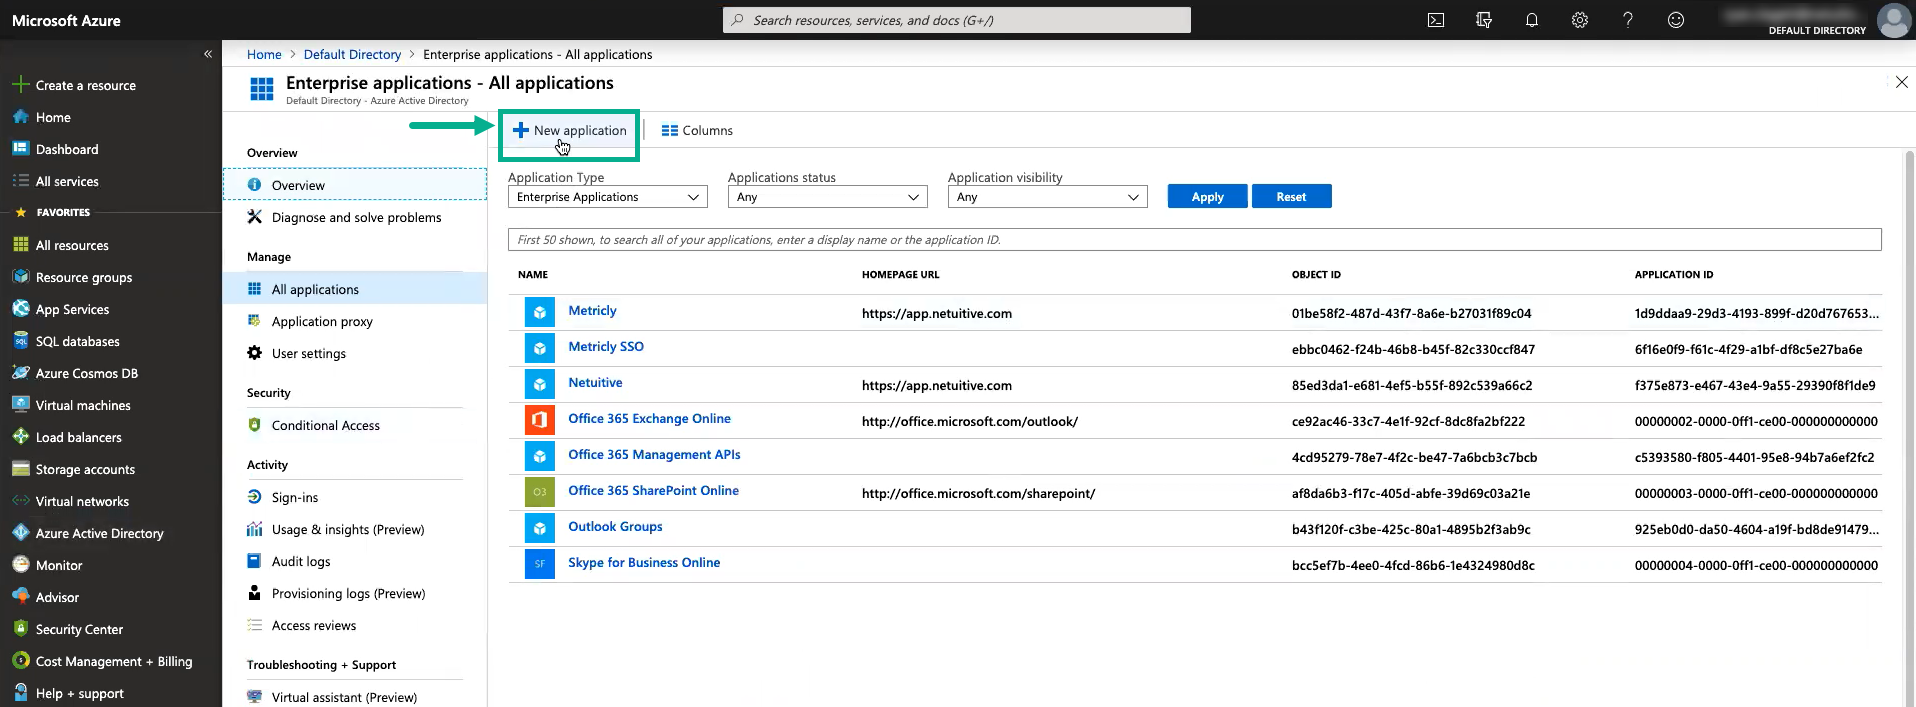 Microsoft Azure
Search resources, services, and docs (G+/)
DEFAULT DIRECTORY
«
Create a resource
Home
Dashboard
All services
FAVORITES
All resources
Resource groups
App Services
SQL databases
Azure Cosmos DB
Virtual machines
Load balancers
Storage accounts
Virtual networks
Azure Active Directory
Monitor
Advisor
Security Center
Cost Management + Billing
Help + support
Home > Default Directory > Enterprise applications - All applications
Enterprise applications - All applications
Default Directory - Azure Active Directory
Overview
Overview
Diagnose and solve problems
Manage
All applications
Application proxy
User settings
Security
Conditional Access
Activity
Sign-ins
Usage & insights (Preview)
Audit logs
Provisioning logs (Preview)
Access reviews
Troubleshooting + Support
Virtual assistant (Preview)
New application
Columns
Application Type
Enterprise Applications
Applications status
Any
Application visibility
Any
Apply
Reset
First 50 shown, to search all of your applications, enter a display name or the application ID.
NAME HOMEPAGE URL OBJECT ID APPLICATION ID
Metricly https://app.netuitive.com 01be58f2-487d-43f7-8a6e-b27031f89c04 1d9ddaa9-29d3-4193-899f-d20d767653...
Metricly SSO ebbc0462-f24b-46b8-b45f-82c330ccf847 6f16e0f9-f61c-4f29-a1bf-df8c5e27ba6e
Netuitive https://app.netuitive.com 85ed3da1-e681-4ef5-b55f-892c539a66c2 f375e873-e467-43e4-9a55-29390f8f1de9
Office 365 Exchange Online http://office.microsoft.com/outlook/ ce92ac46-33c7-4e1f-92cf-8dc8fa2bf222 00000002-0000-0ff1-ce00-000000000000
Office 365 Management APIs 4cd95279-78e7-4f2c-be47-7a6bcb3c7bcb c5393580-f805-4401-95e8-94b7a6ef2fc2
O3 Office 365 SharePoint Online http://office.microsoft.com/sharepoint/ af8da6b3-f17c-405d-abfe-39d69c03a21e 00000003-0000-0ff1-ce00-000000000000
Outlook Groups b43f120f-c3be-425c-80a1-4895b2f3ab9c 925eb0d0-da50-4604-a19f-bd8de91479...
SF Skype for Business Online bcc5ef7b-4ee0-4fcd-86b6-1e4324980d8c 00000004-0000-0ff1-ce00-000000000000